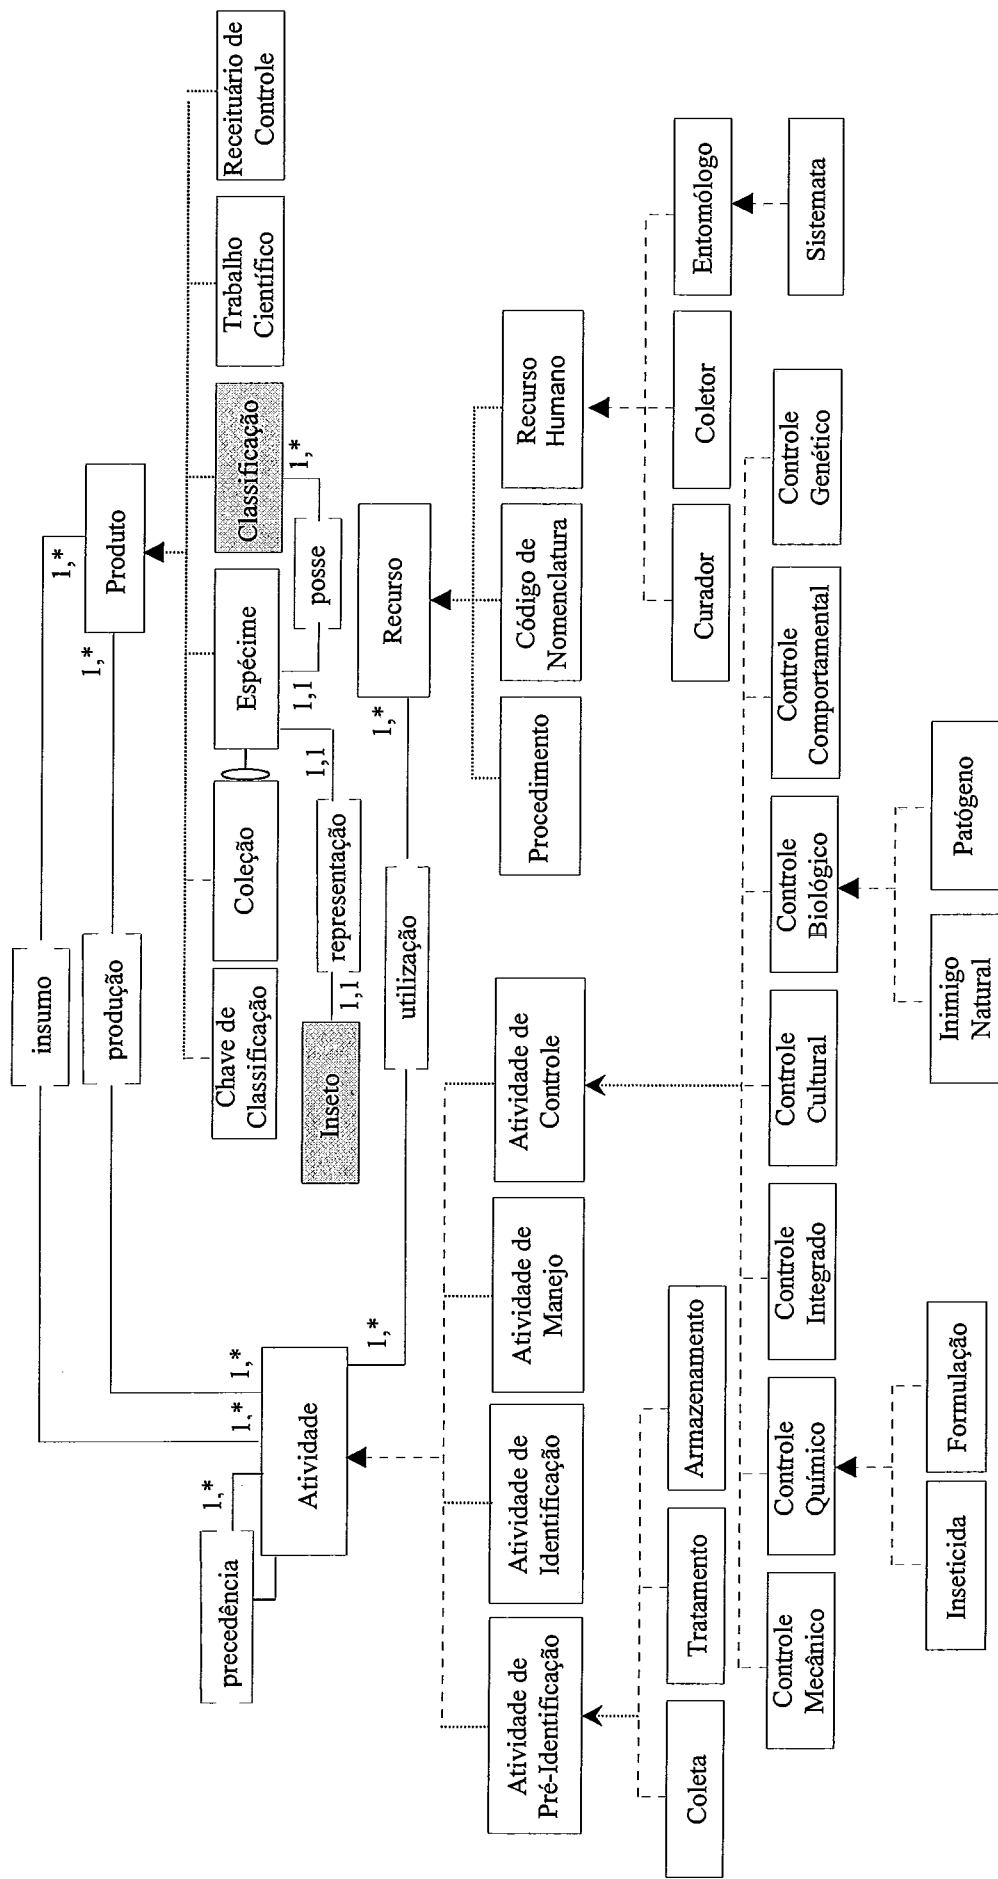 insumo
produção
1,*
1,*
Produto
precedência
1,*
1,*
1,*
Atividade
1,*
Chave de
Classificação
Coleção
Espécime
Classificação
Trabalho
Científico
Receituário de
Controle
Inseto
1,1
representação
1,1
1,1
posse
1,*
utilização
1,*
Recurso
Atividade de
Pré-Identificação
Atividade de
Identificação
Atividade de
Manejo
Atividade de
Controle
Procedimento
Código de
Nomenclatura
Recurso
Humano
Coleta
Tratamento
Armazenamento
Curador
Coletor
Entomólogo
Sistemata
Controle
Mecânico
Controle
Químico
Controle
Integrado
Controle
Cultural
Controle
Biológico
Controle
Comportamental
Controle
Genético
Inseticida
Formulação
Inimigo
Natural
Patógeno